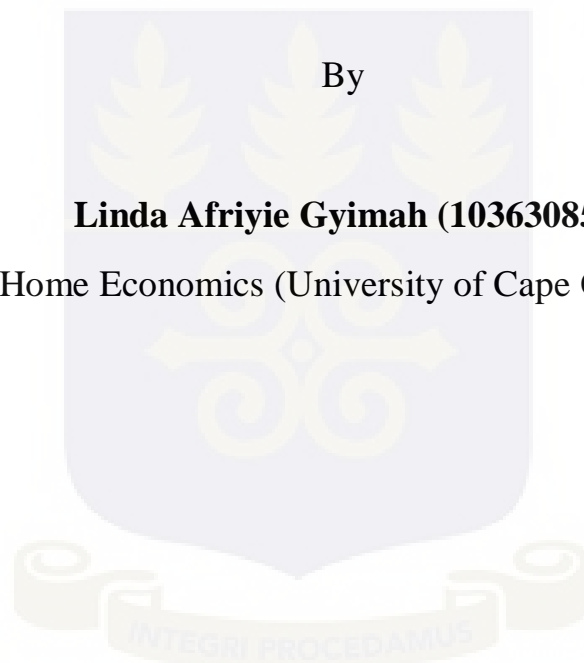 By
Linda Afriyie Gyimah (1036308
Home Economics (University of Cape
INTEGRI PROCEDAMUS